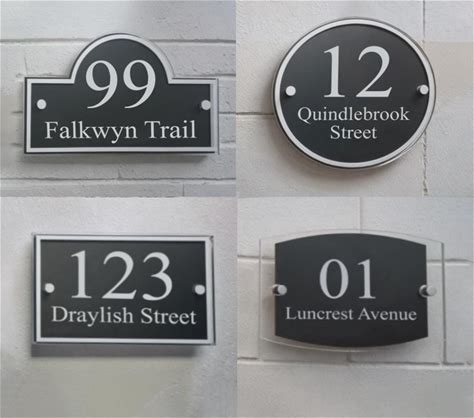 99
Falkwyn Trail
12
Quindlebrook
Street
123
Draylish Street
01
Luncrest Avenue